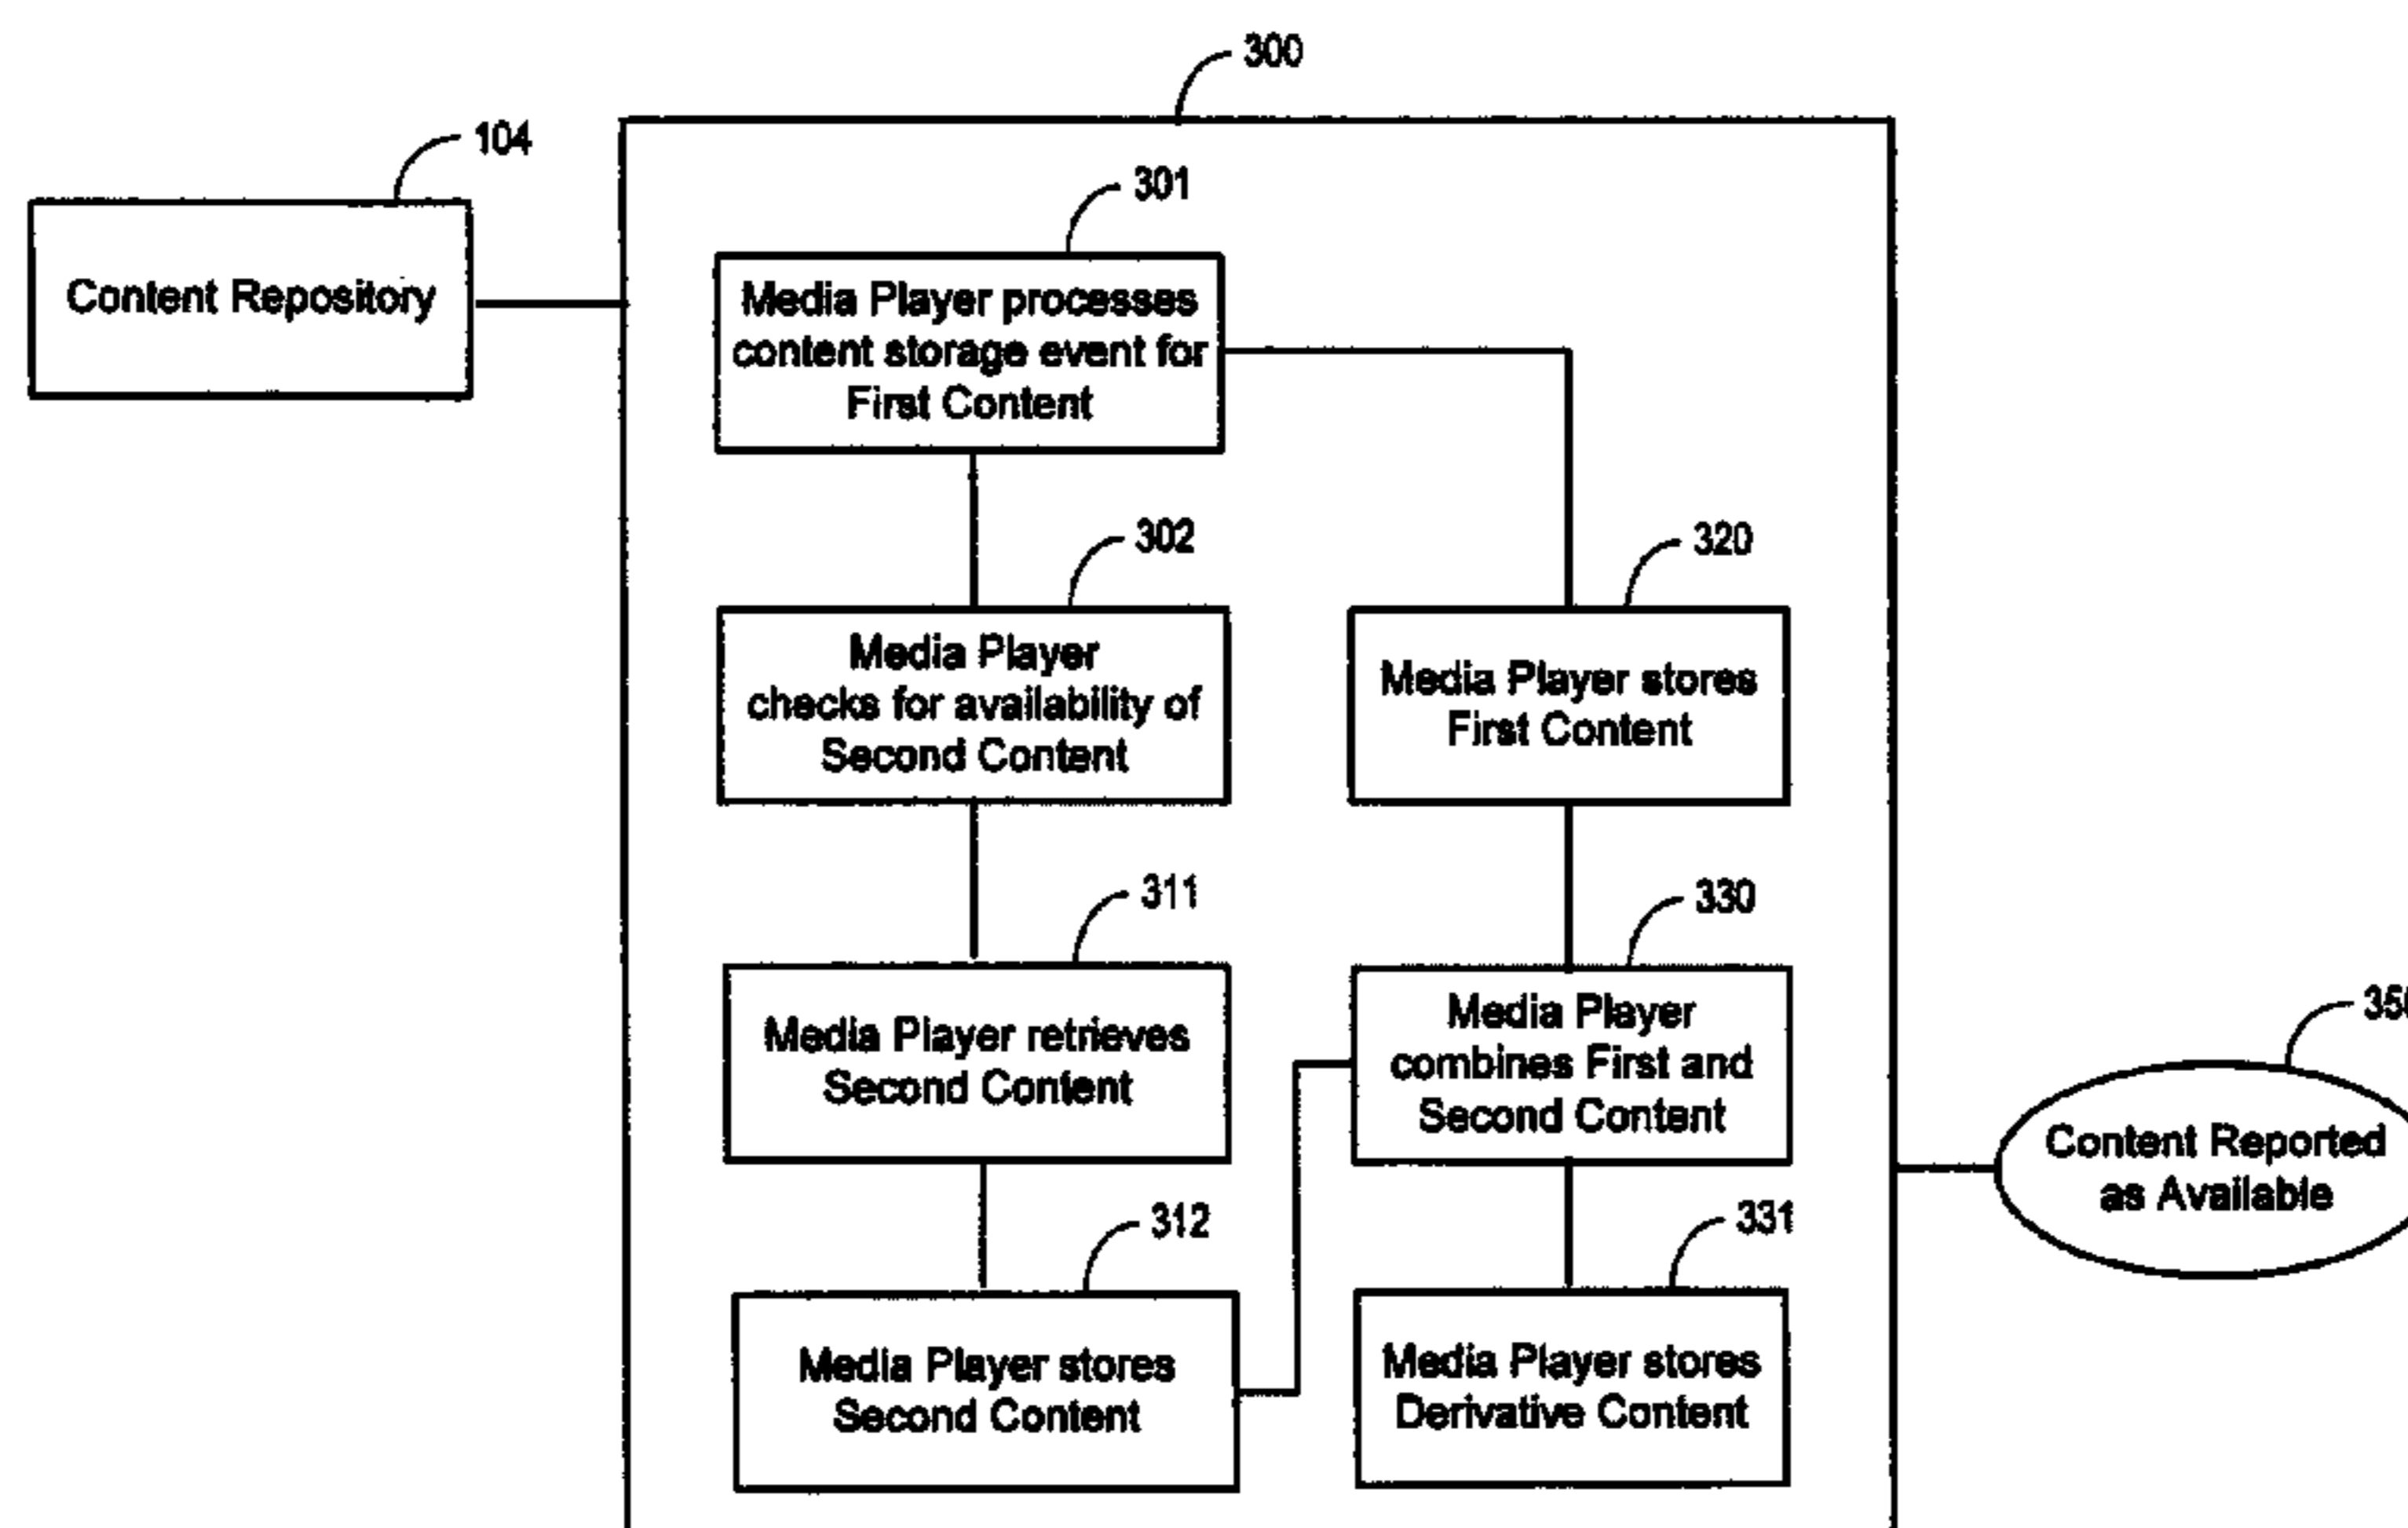 300
104
Content Repository
301
Media Player processes
content storage event for
First Content
302
Media Player
checks for availability of
Second Content
320
Media Player stores
First Content
311
Media Player retrieves
Second Content
330
Media Player
combines First and
Second Content
312
Media Player stores
Second Content
331
Media Player stores
Derivative Content
Content Reported
as Available